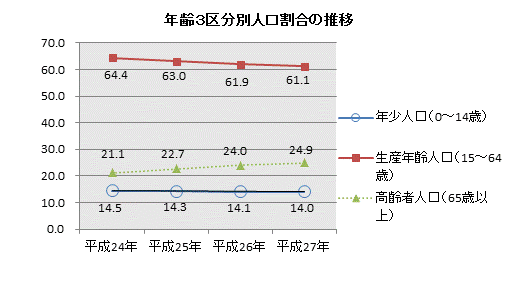 年齢３区分別人口割合の推移
70.0
60.0
50.0
40.0
30.0
20.0
10.0
0.0
64.4 63.0 61.9 61.1
21.1 22.7 24.0 24.9
14.5 14.3 14.1 14.0
平成24年 平成25年 平成26年 平成27年
年少人口（0～14歳）
生産年齢人口（15～64
歳）
高齢者人口（65歳以
上）